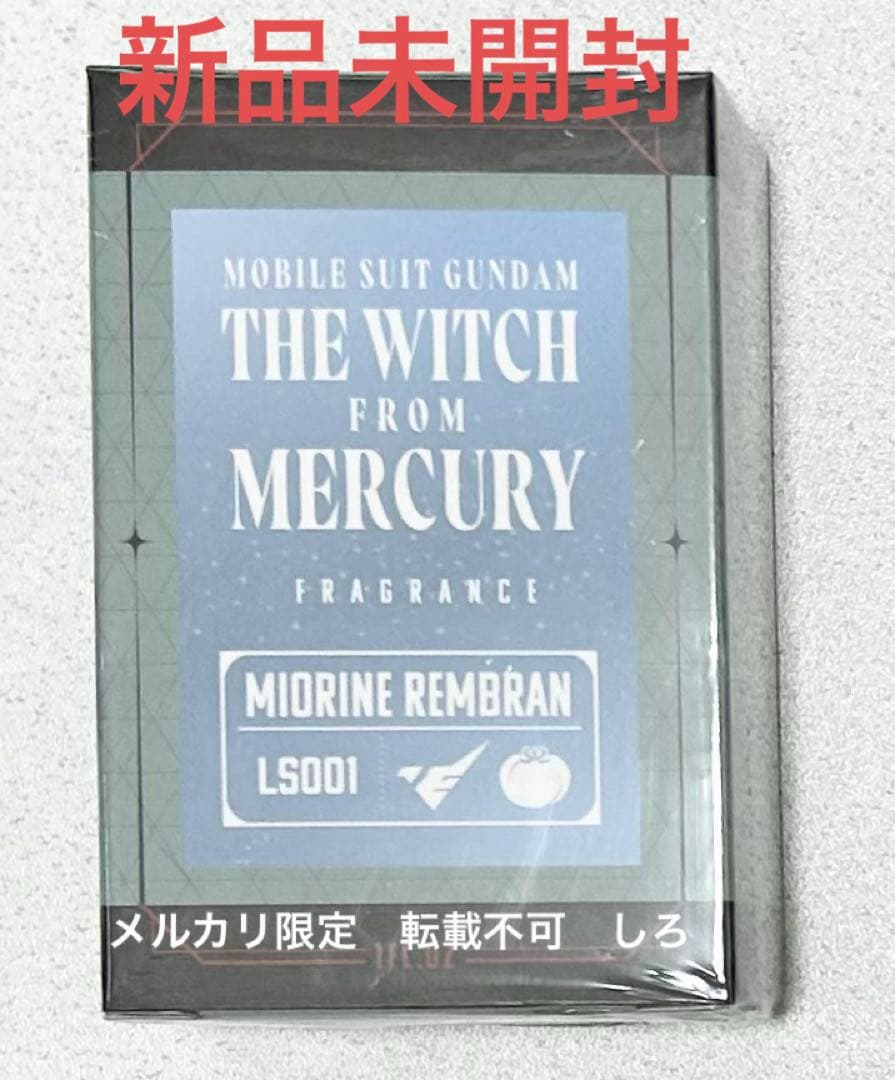 新品未開封
MOBILE SUIT GUNDAM
THE WITCH
FROM
MERCURY
FRAGRANCE
MIORINE REMBRAN
LS001
メルカリ限定　転載不可　しろ